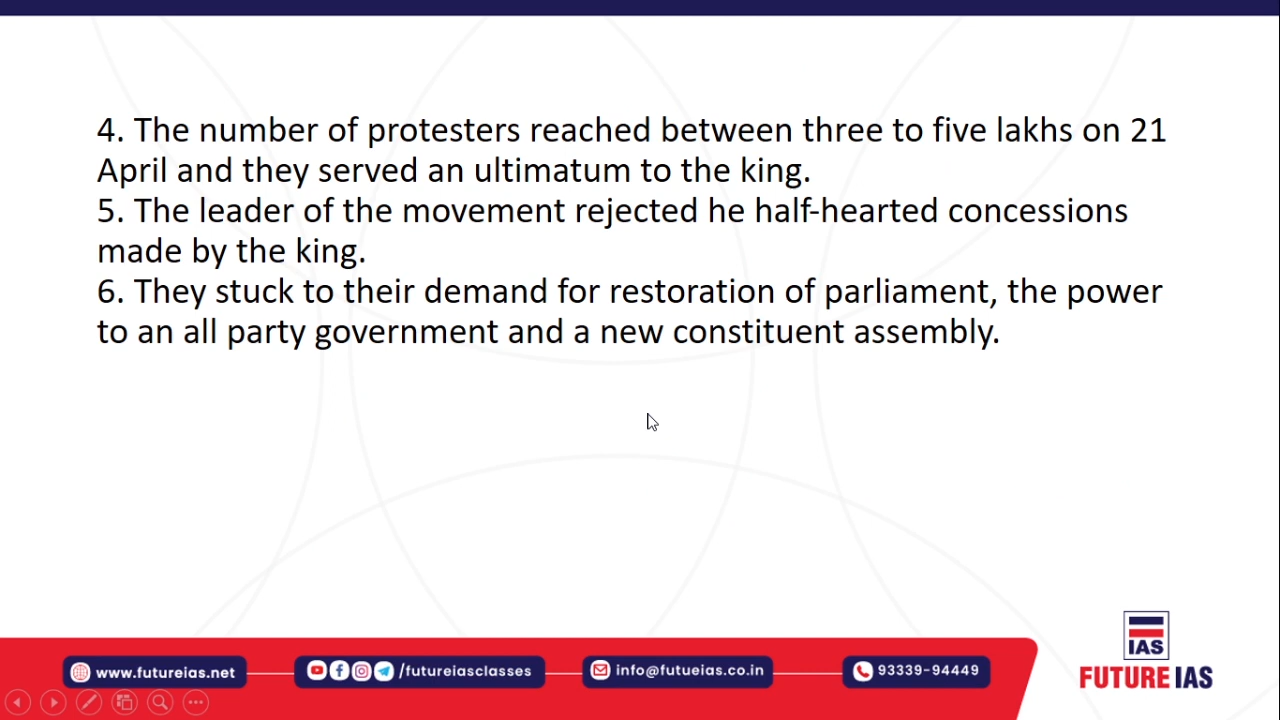 4. The number of protesters reached between three to five lakhs on 21
April and they served an ultimatum to the king.
5. The leader of the movement rejected he half-hearted concessions
made by the king.
6. They stuck to their demand for restoration of parliament, the power
to an all party government and a new constituent assembly.
IAS
www.futureias.net
/futureiasclasses
info@futueias.co.in
93339-94449
FUTURE IAS